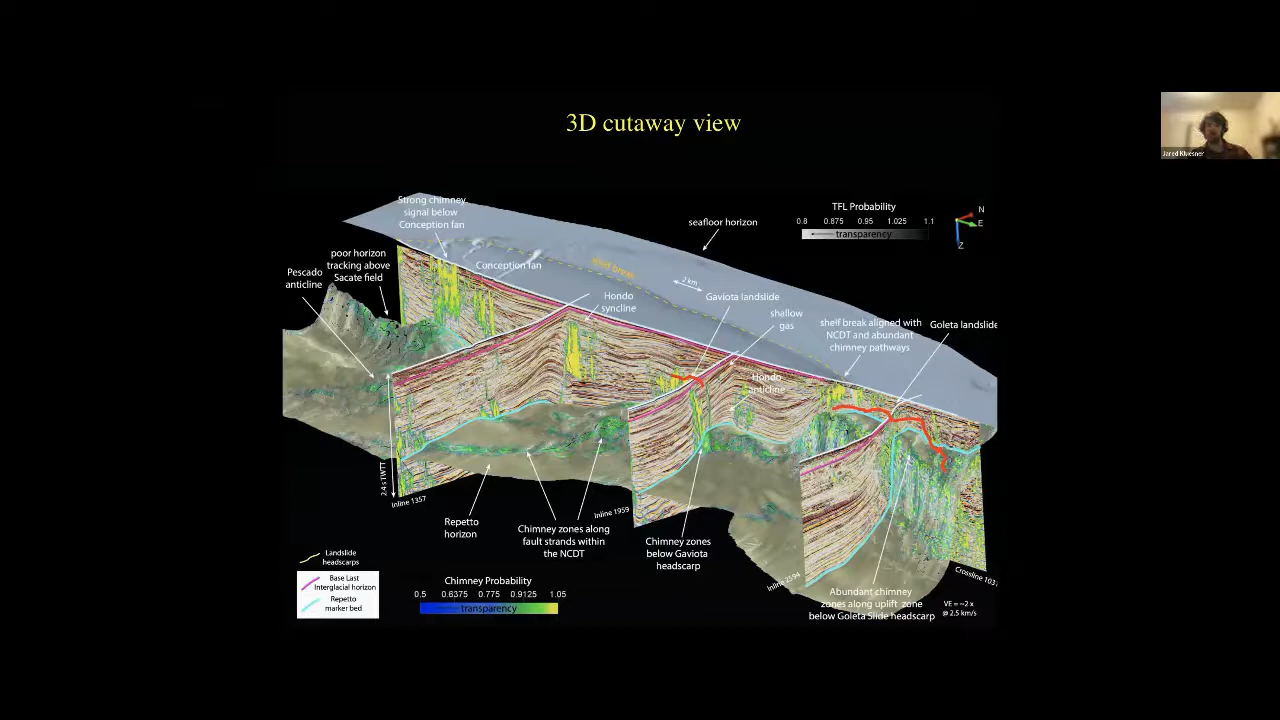 3D cutaway view
Jared Kluesner
Strong chimney
signal below
Conception fan
poor horizon
tracking above
Sacate field
Pescado
anticline
Conception fan
shelf break
seafloor horizon
2 km
TFL Probability
0.8 0.875 0.95 1.025 1.1
transparency
N
E
Z
Hondo
syncline
Gaviota landslide
shallow
gas
shelf break aligned with
NCDT and abundant
chimney pathways
Goleta landslide
Hondo
anticline
2.4 s TWTT
Inline 1357
Inline 1959
Inline 2594
Crossline 1031
Repetto
horizon
Chimney zones along
fault strands within
the NCDT
Chimney zones
below Gaviota
headscarp
Abundant chimney
zones along uplift zone
below Goleta Slide headscarp
VE = ~2 x
@ 2.5 km/s
Landslide
headscarps
Base Last
Interglacial horizon
Repetto
marker bed
Chimney Probability
0.5 0.6375 0.775 0.9125 1.05
transparency